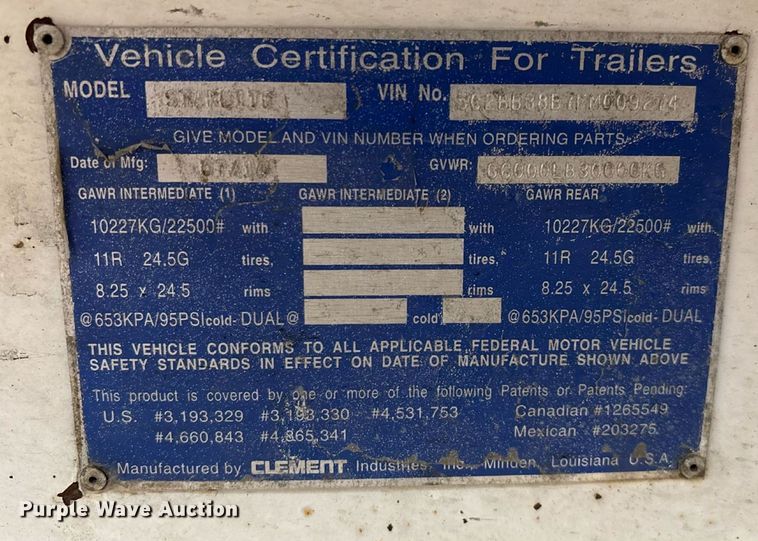 Vehicle Certification For Trailers
MODEL VIN No.
GIVE MODEL AND VIN NUMBER WHEN ORDERING PARTS
Date of Mfg: GVWR:
GAWR INTERMEDIATE (1) GAWR INTERMEDIATE (2) GAWR REAR
10227KG/22500# with 10227KG/22500# with
11R 24.5G tires, tires, 11R 24.5G tires,
8.25 x 24.5 rims rims 8.25 x 24.5 rims
@653KPA/95PSIcold-DUAL@ cold @653KPA/95PSIcold-DUAL
THIS VEHICLE CONFORMS TO ALL APPLICABLE FEDERAL MOTOR VEHICLE
SAFETY STANDARDS IN EFFECT ON DATE OF MANUFACTURE SHOWN ABOVE
This product is covered by one or more of the following Patents or Patents Pending:
U.S. #3,193,329 #3,193,330 #4,531,753 Canadian #1265549
#4,660,843 #4,865,341 Mexican #203275
Manufactured by CLEMENT Industries, Inc., Minden, Louisiana U.S.A.
Purple Wave Auction